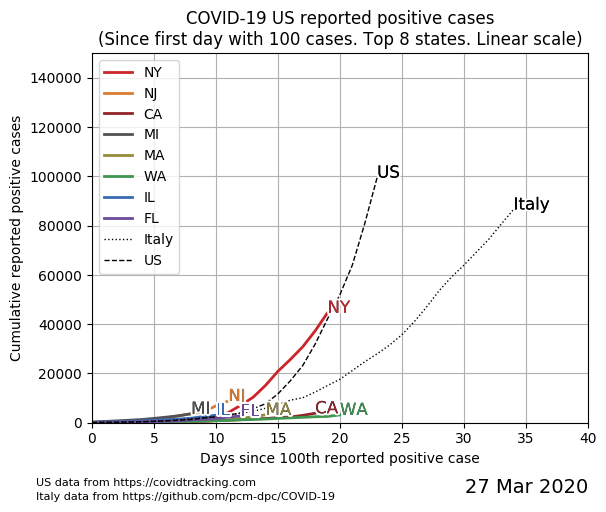 COVID-19 US reported positive cases
(Since first day with 100 cases. Top 8 states. Linear scale)
Cumulative reported positive cases
140000
120000
100000
80000
60000
40000
20000
0
NY
NJ
CA
MI
MA
WA
IL
FL
Italy
US
US
Italy
NY
NJ
MI
IL
FL
MA
CA
WA
0 5 10 15 20 25 30 35 40
Days since 100th reported positive case
US data from https://covidtracking.com
Italy data from https://github.com/pcm-dpc/COVID-19
27 Mar 2020